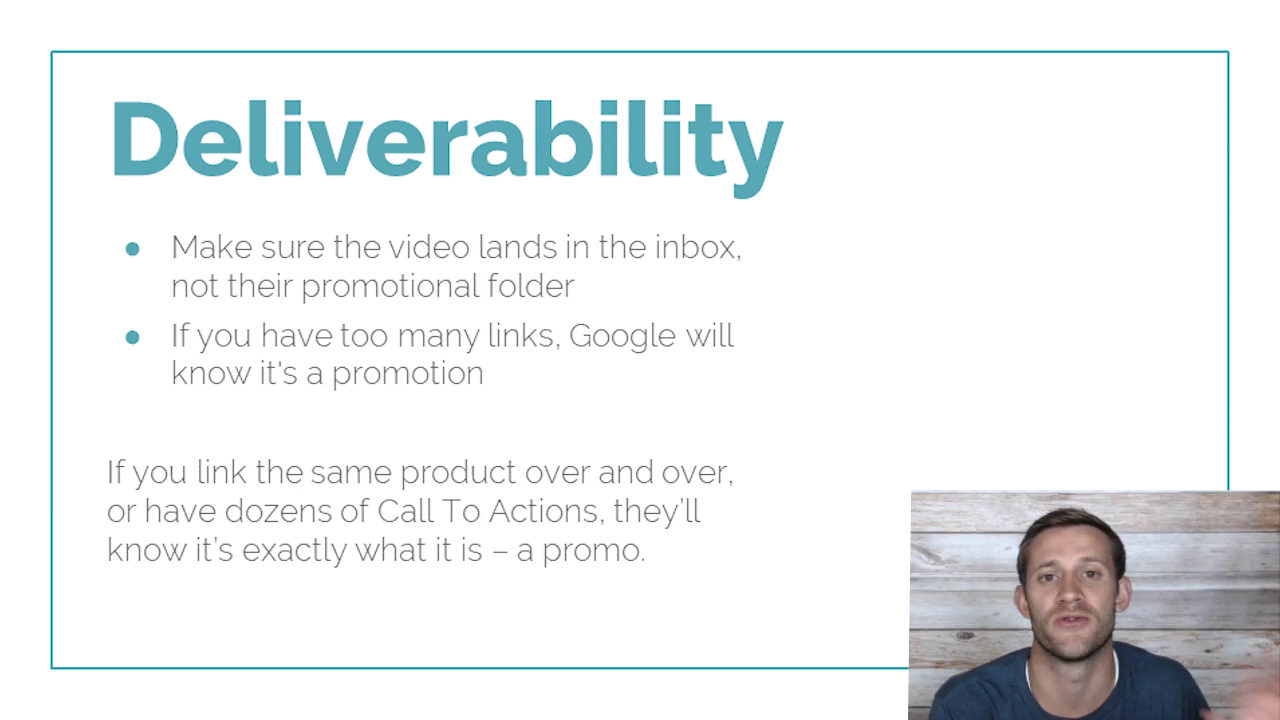 Deliverability
● Make sure the video lands in the inbox,
not their promotional folder
● If you have too many links, Google will
know it's a promotion
If you link the same product over and over,
or have dozens of Call To Actions, they’ll
know it’s exactly what it is – a promo.